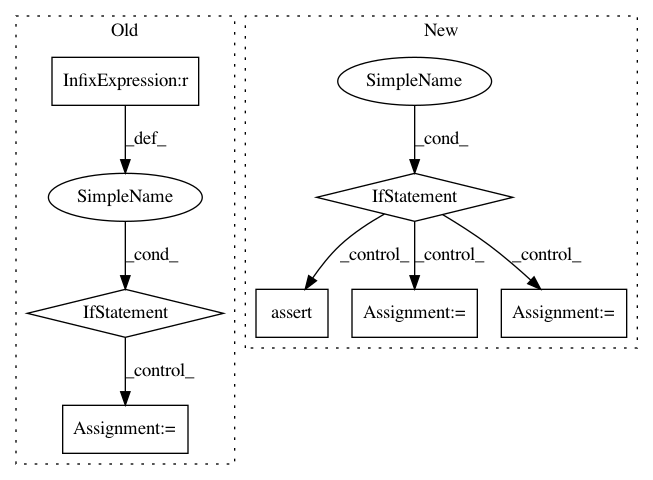 Old
New
InfixExpression:r
SimpleName
_def_
_cond_
SimpleName
IfStatement
_cond_
_control_
_control_
_control_
IfStatement
assert
Assignment:=
Assignment:=
_control_
Assignment:=